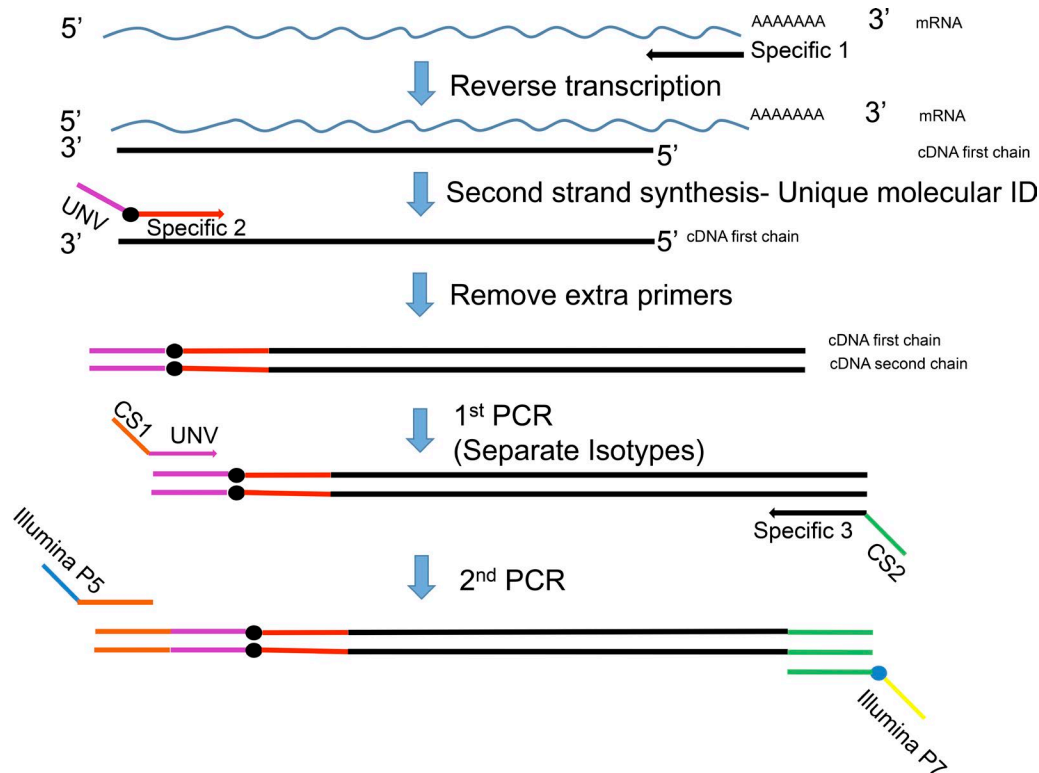 5’ AAAAAAA 3’ mRNA
Specific 1
Reverse transcription
5’ AAAAAAA 3’ mRNA
3’ 5’ cDNA first chain
Second strand synthesis- Unique molecular ID
UNV
Specific 2
3’ 5’ cDNA first chain
Remove extra primers
cDNA first chain
cDNA second chain
1st PCR
(Separate Isotypes)
CS1
UNV
Specific 3
CS2
Illumina P5
2nd PCR
Illumina P7